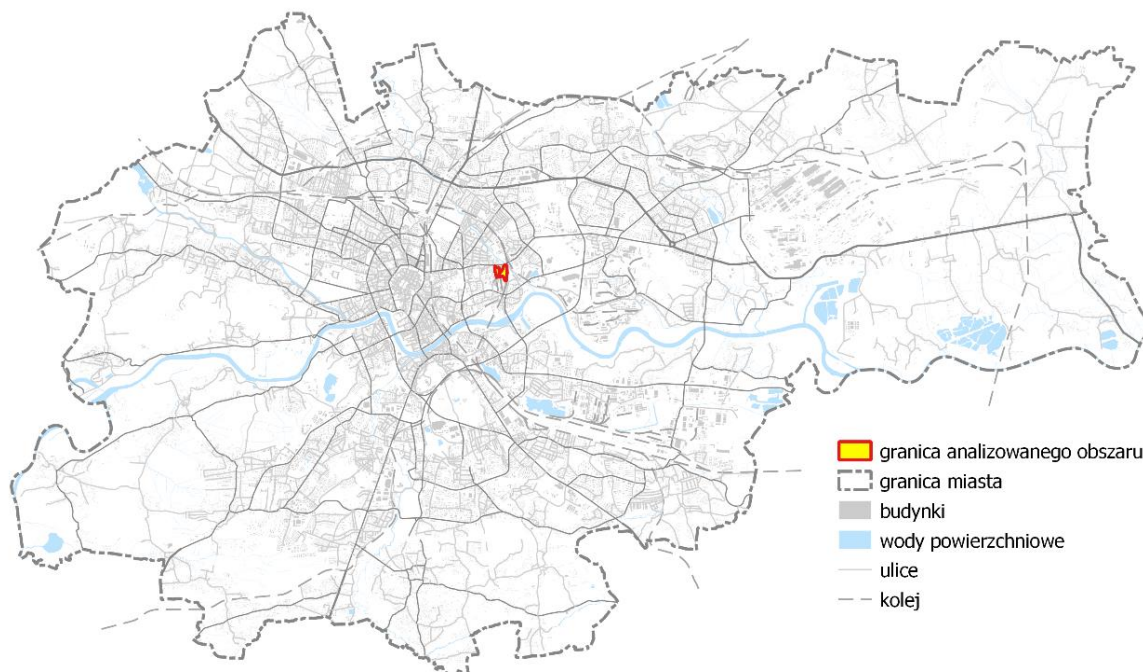 granica analizowanego obszaru
granica miasta
budynki
wody powierzchniowe
ulice
kolej